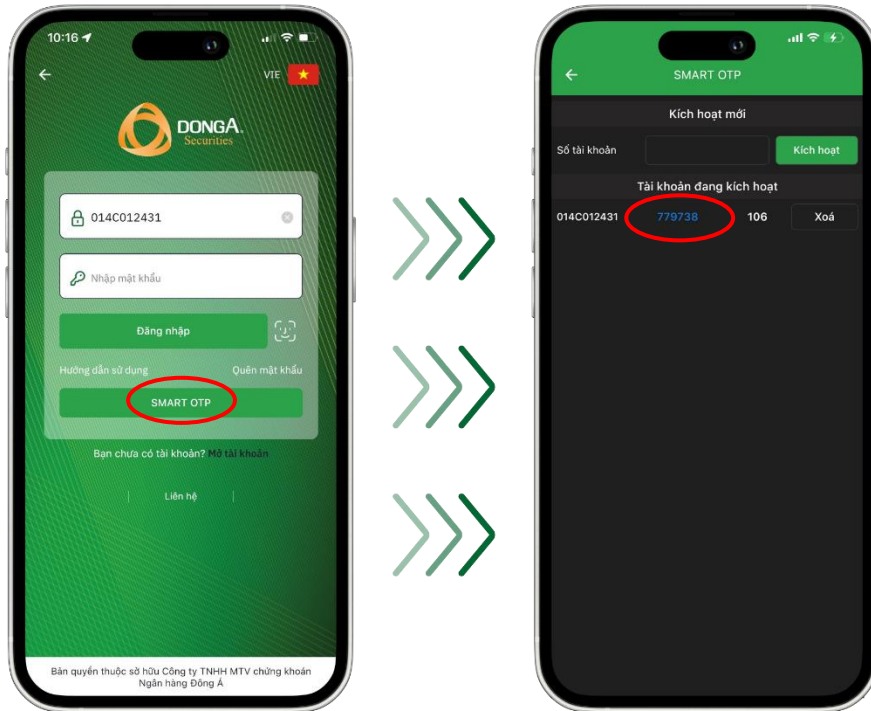 10:16
VIE
DONGA.
Securities
014C012431
Nhập mật khẩu
Đăng nhập
Hướng dẫn sử dụng Quên mật khẩu
SMART OTP
Bạn chưa có tài khoản? Mở tài khoản
Liên hệ
Bản quyền thuộc sở hữu Công ty TNHH MTV chứng khoán
Ngân hàng Đông Á
SMART OTP
Kích hoạt mới
Số tài khoản Kích hoạt
Tài khoản đang kích hoạt
014C012431 779738 106 Xoá